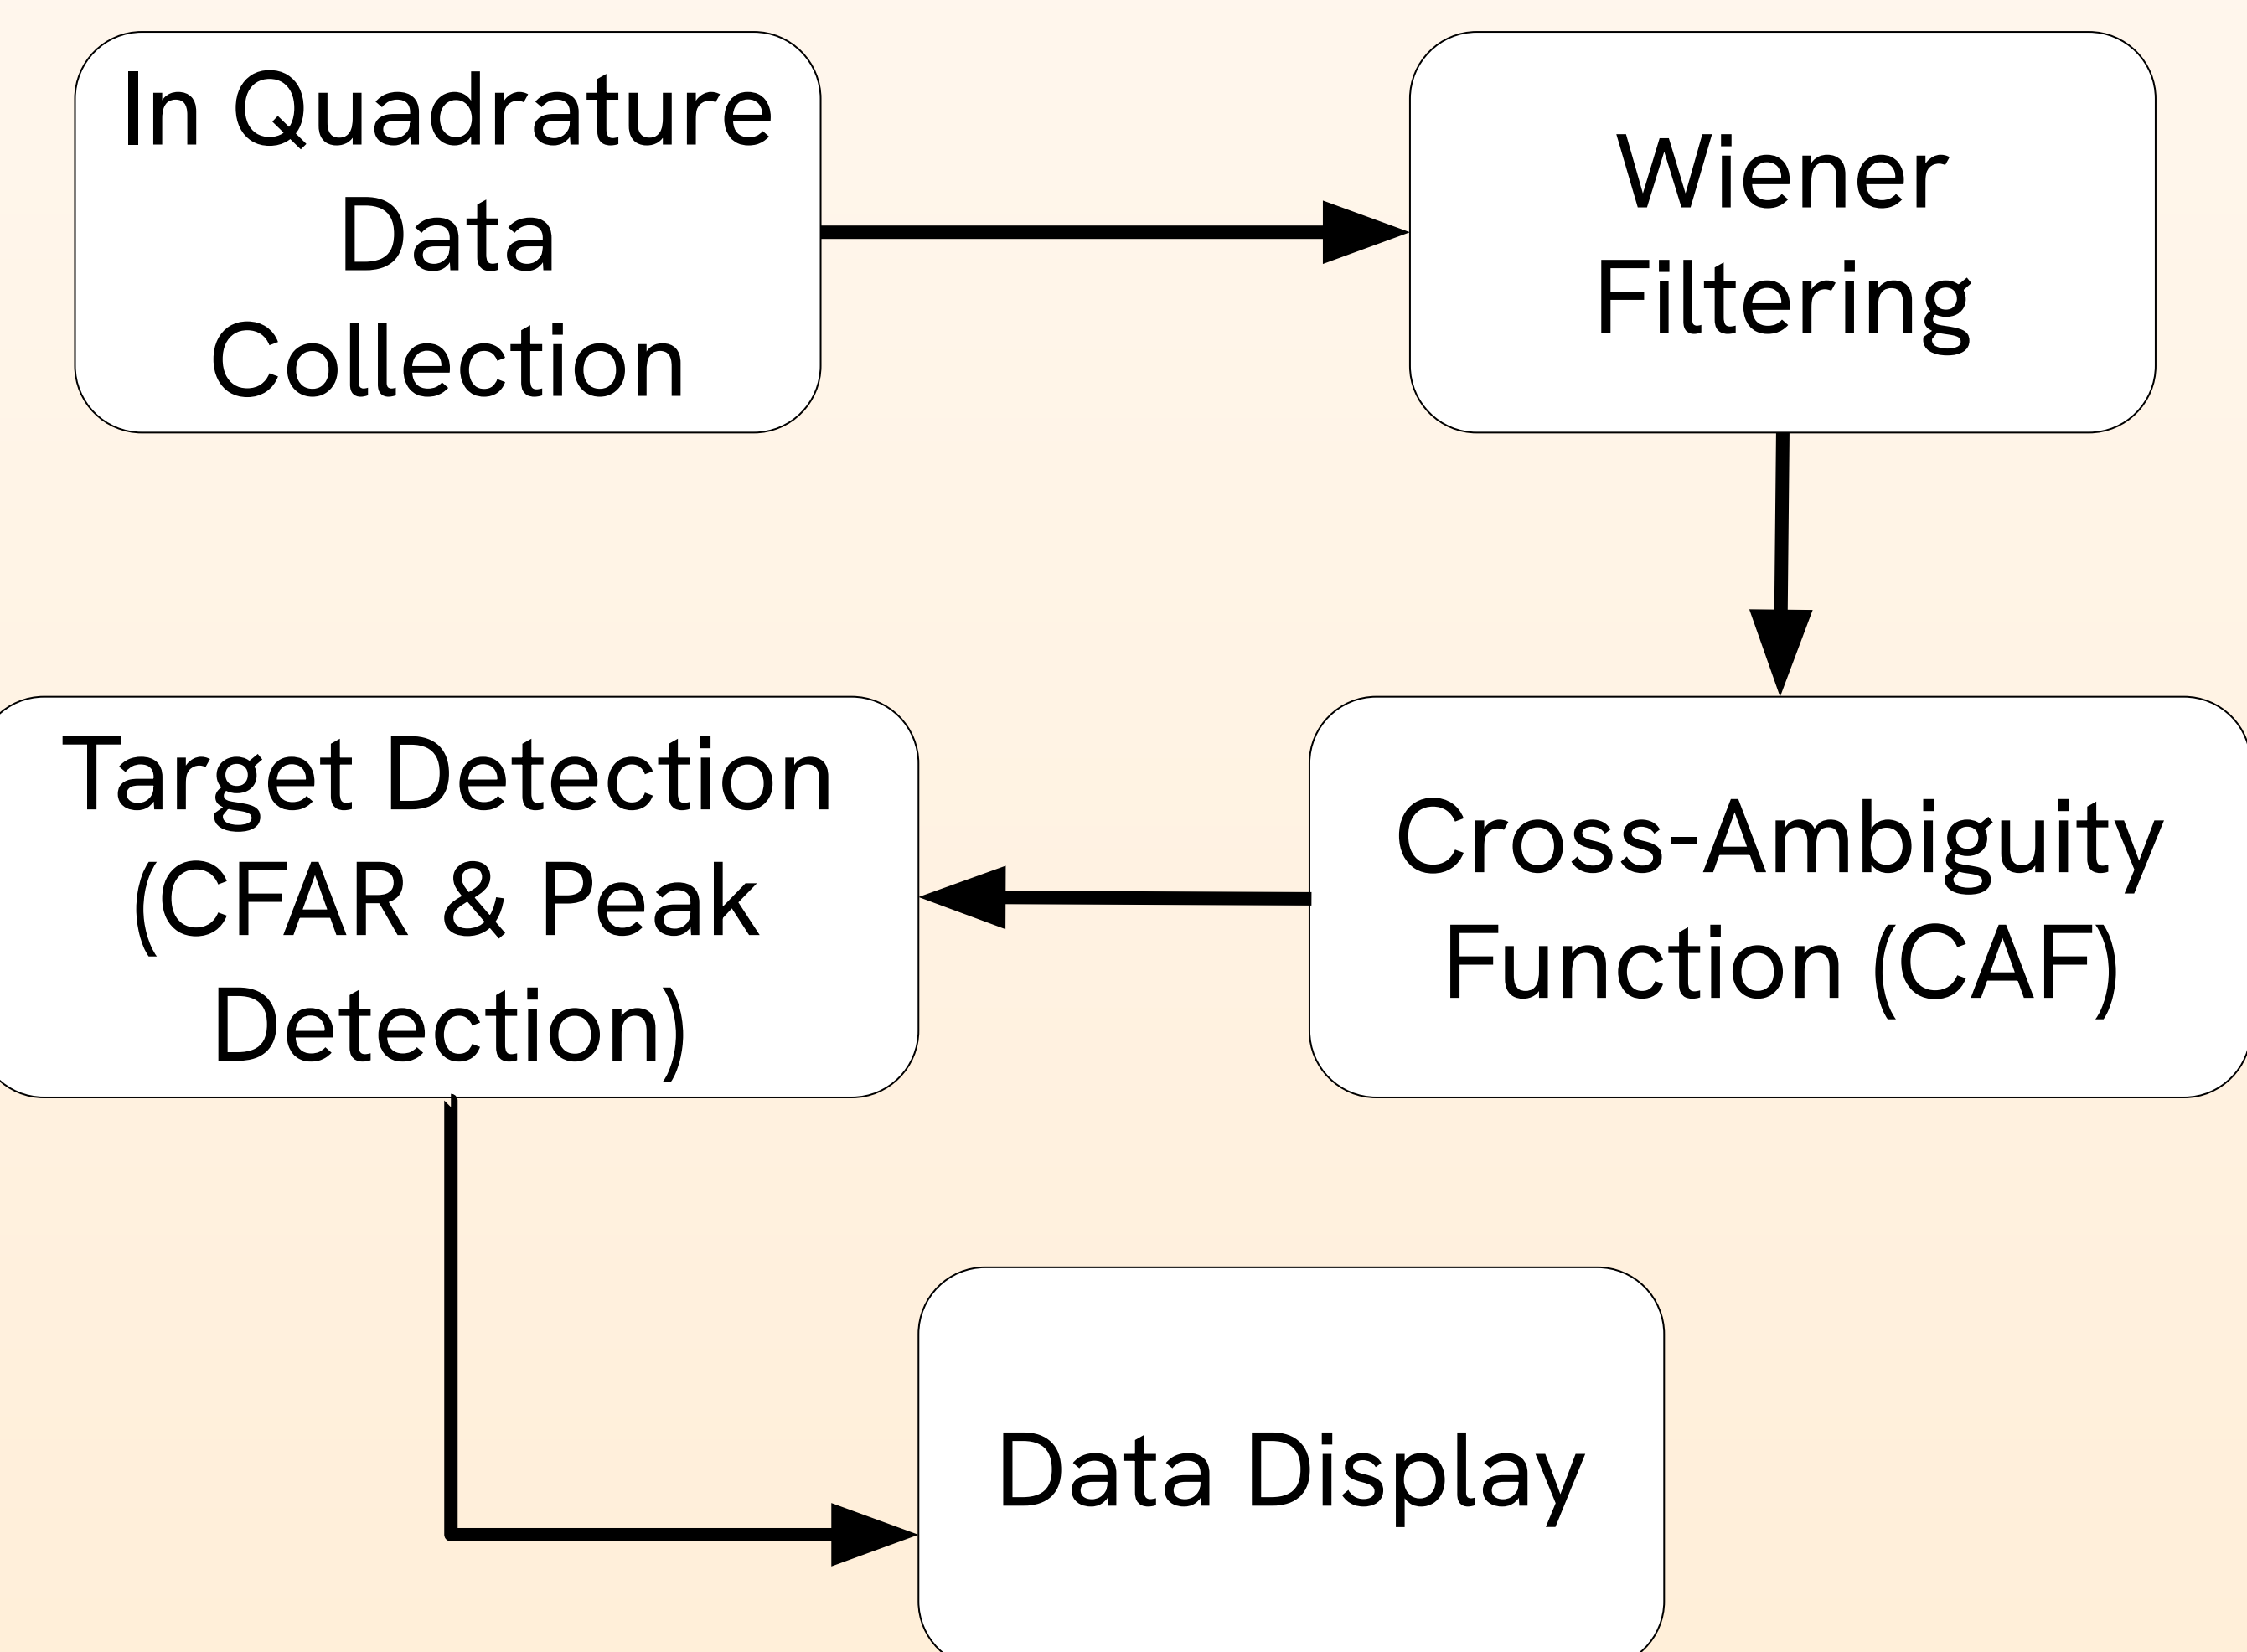 In Quadrature
Data
Collection
Wiener
Filtering
Cross-Ambiguity
Function (CAF)
Target Detection
(CFAR & Peak
Detection)
Data Display